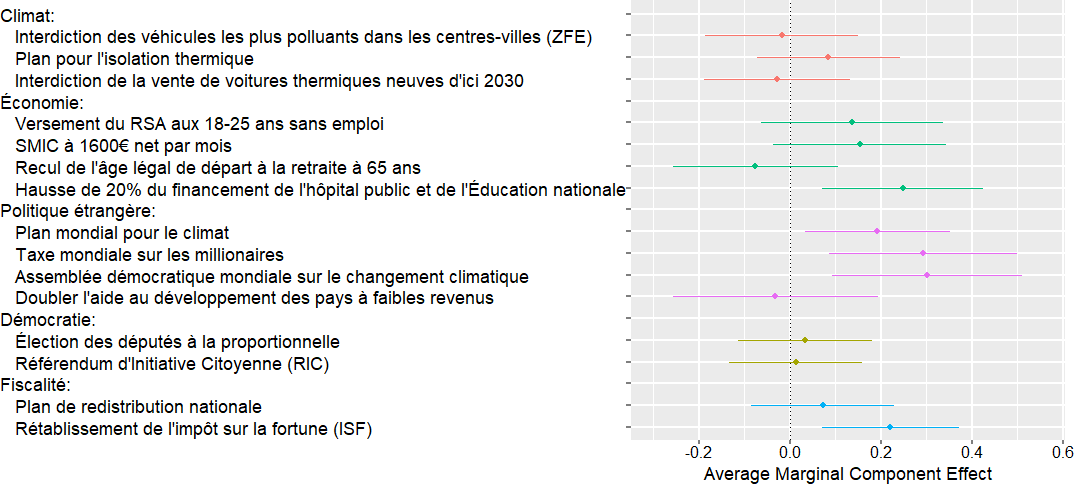 Climat:
Interdiction des véhicules les plus polluants dans les centres-villes (ZFE)
Plan pour l'isolation thermique
Interdiction de la vente de voitures thermiques neuves d'ici 2030
Économie:
Versement du RSA aux 18-25 ans sans emploi
SMIC à 1600€ net par mois
Recul de l'âge légal de départ à la retraite à 65 ans
Hausse de 20% du financement de l'hôpital public et de l'Éducation nationale
Politique étrangère:
Plan mondial pour le climat
Taxe mondiale sur les millionaires
Assemblée démocratique mondiale sur le changement climatique
Doubler l'aide au développement des pays à faibles revenus
Démocratie:
Élection des députés à la proportionnelle
Référendum d'Initiative Citoyenne (RIC)
Fiscalité:
Plan de redistribution nationale
Rétablissement de l'impôt sur la fortune (ISF)
-0.2 0.0 0.2 0.4 0.6
Average Marginal Component Effect